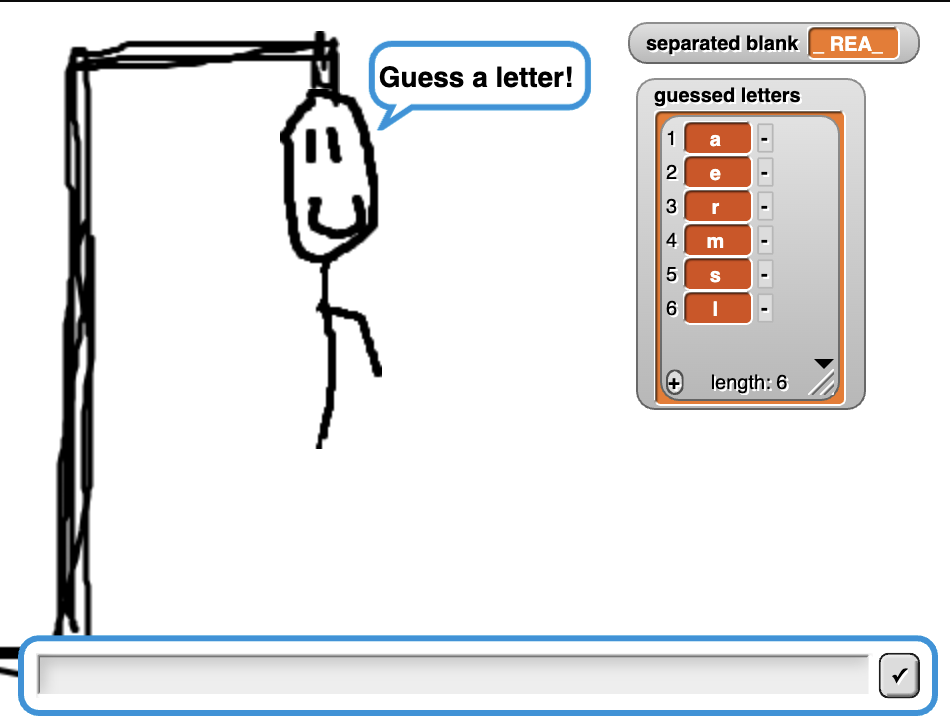 separated blank _ REA_
Guess a letter!
guessed letters
1 a -
2 e -
3 r -
4 m -
5 s -
6 l -
+ length: 6
✓